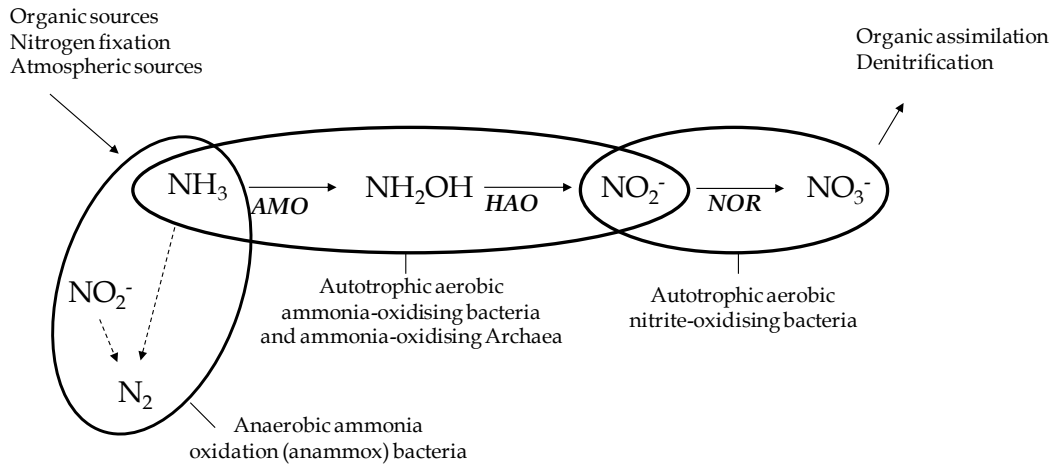 Organic sources
Nitrogen fixation
Atmospheric sources
Organic assimilation
Denitrification
NH₃ AMO NH₂OH HAO NO₂⁻ NOR NO₃⁻
Autotrophic aerobic
ammonia-oxidising bacteria
and ammonia-oxidising Archaea
Autotrophic aerobic
nitrite-oxidising bacteria
NO₂⁻
N₂
Anaerobic ammonia
oxidation (anammox) bacteria